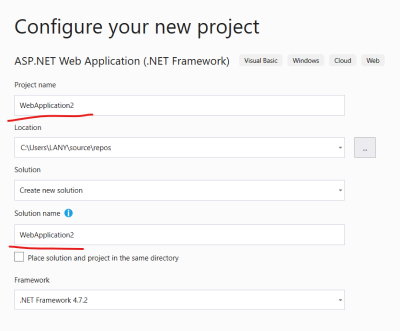 Configure your new project
ASP.NET Web Application (.NET Framework) Visual Basic Windows Cloud Web
Project name
WebApplication2
Location
C:\Users\LANY\source\repos
...
Solution
Create new solution
Solution name
WebApplication2
Place solution and project in the same directory
Framework
.NET Framework 4.7.2